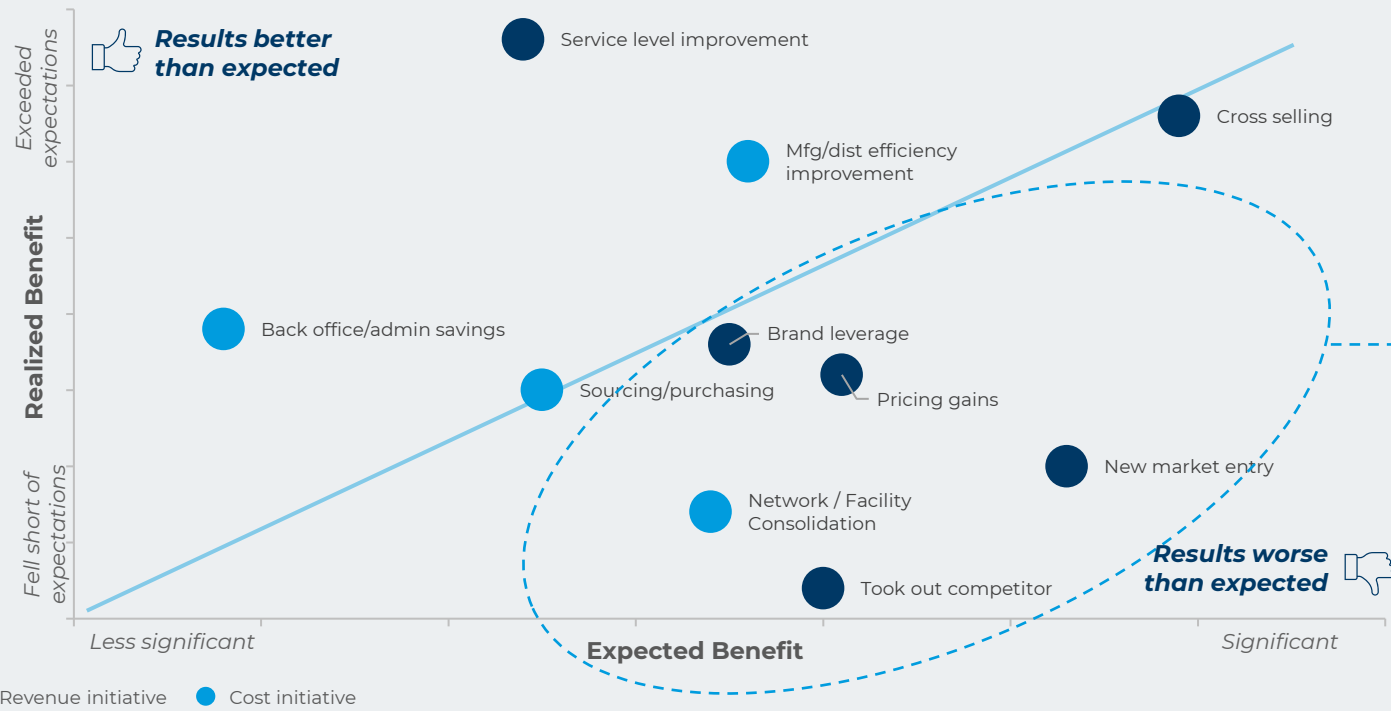 Exceeded
expectations
Results better
than expected
Service level improvement
Cross selling
Mfg/dist efficiency
improvement
Realized Benefit
Back office/admin savings
Brand leverage
Sourcing/purchasing
Pricing gains
New market entry
Fell short of
expectations
Network / Facility
Consolidation
Results worse
than expected
Took out competitor
Less significant
Expected Benefit
Significant
Revenue initiative
Cost initiative